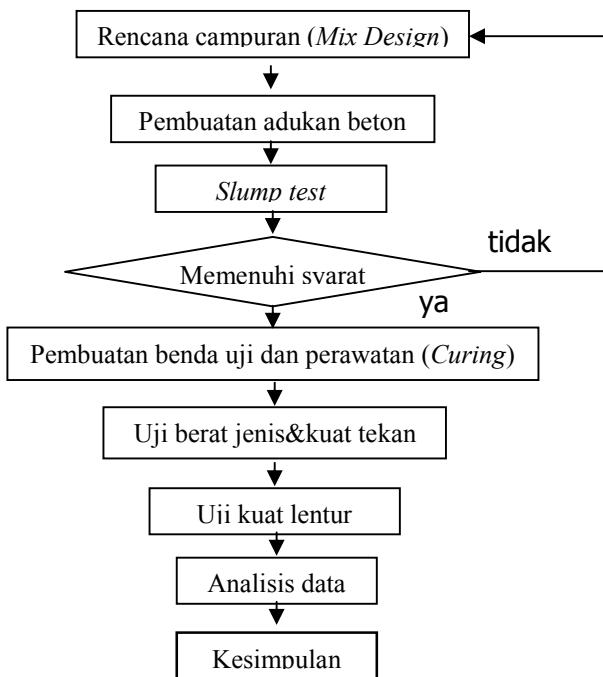 Rencana campuran (Mix Design)
Pembuatan adukan beton
Slump test
Memenuhi syarat
tidak
ya
Pembuatan benda uji dan perawatan (Curing)
Uji berat jenis&kuat tekan
Uji kuat lentur
Analisis data
Kesimpulan